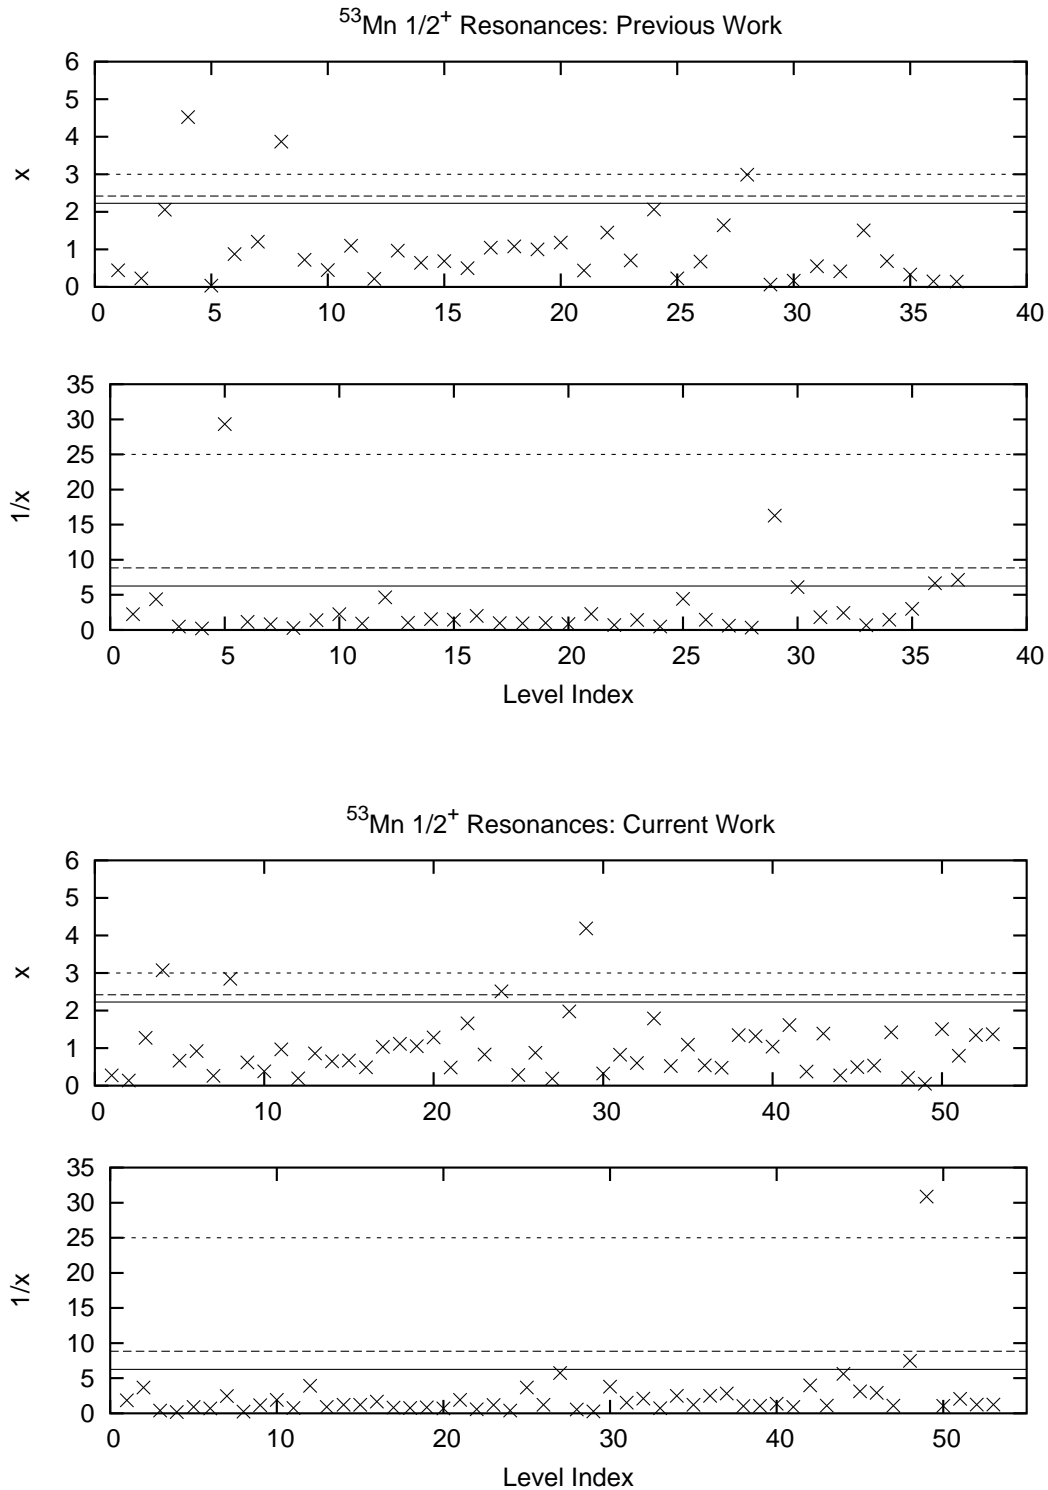 ⁵³Mn 1/2⁺ Resonances: Previous Work
6
5
4
3
2
1
0
x
0 5 10 15 20 25 30 35 40
35
30
25
20
15
10
5
0
1/x
0 5 10 15 20 25 30 35 40
Level Index
⁵³Mn 1/2⁺ Resonances: Current Work
6
5
4
3
2
1
0
x
0 10 20 30 40 50
35
30
25
20
15
10
5
0
1/x
0 10 20 30 40 50
Level Index